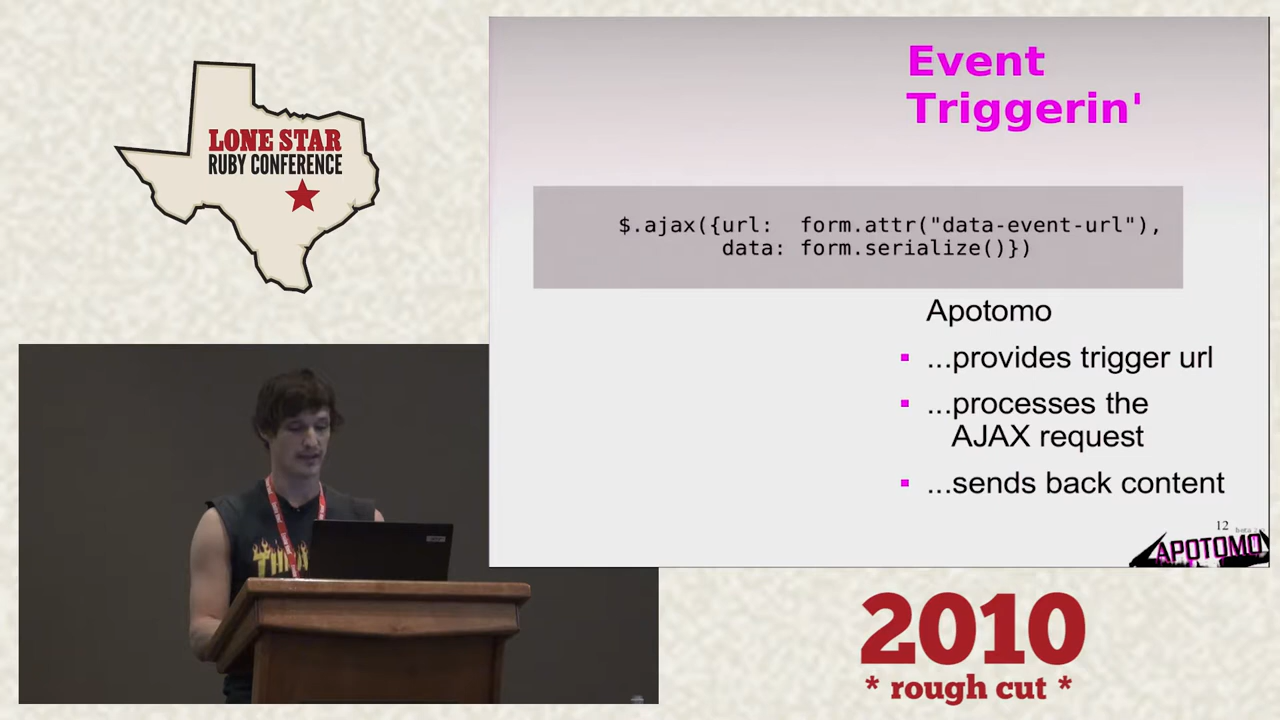 LONE STAR
RUBY CONFERENCE
Event
Triggerin'
$.ajax({url:  form.attr("data-event-url"),
data: form.serialize()})
Apotomo
...provides trigger url
...processes the
AJAX request
...sends back content
12
APOTOMO
2010
* rough cut *